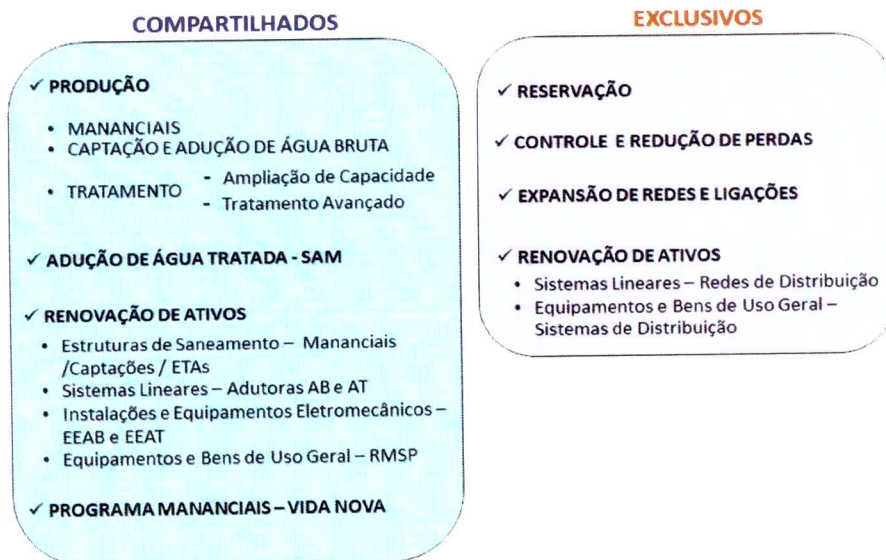 COMPARTILHADOS
✓ PRODUÇÃO
• MANANCIAIS
• CAPTAÇÃO E ADUÇÃO DE ÁGUA BRUTA
• TRATAMENTO
- Ampliação de Capacidade
- Tratamento Avançado
✓ ADUÇÃO DE ÁGUA TRATADA - SAM
✓ RENOVAÇÃO DE ATIVOS
• Estruturas de Saneamento – Mananciais
/Captações / ETAs
• Sistemas Lineares – Adutoras AB e AT
• Instalações e Equipamentos Eletromecânicos –
EEAB e EEAT
• Equipamentos e Bens de Uso Geral – RMSP
✓ PROGRAMA MANANCIAIS – VIDA NOVA
EXCLUSIVOS
✓ RESERVAÇÃO
✓ CONTROLE E REDUÇÃO DE PERDAS
✓ EXPANSÃO DE REDES E LIGAÇÕES
✓ RENOVAÇÃO DE ATIVOS
• Sistemas Lineares – Redes de Distribuição
• Equipamentos e Bens de Uso Geral –
Sistemas de Distribuição